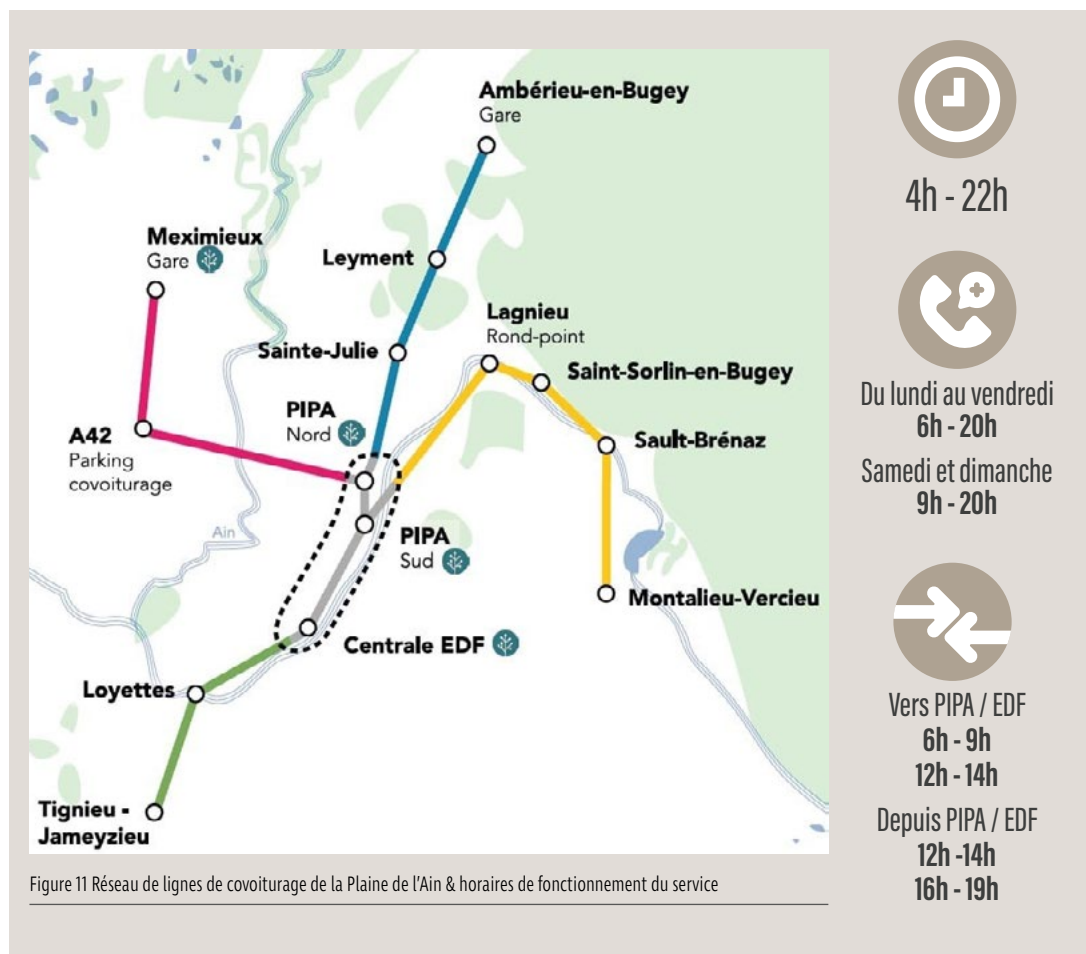 Ambérieu-en-Bugey
Gare
Meximieux
Gare
Leyment
Lagnieu
Rond-point
Sainte-Julie
Saint-Sorlin-en-Bugey
PIPA
Nord
A42
Parking
covoiturage
Sault-Brénaz
Ain
PIPA
Sud
Montalieu-Vercieu
Centrale EDF
Loyettes
Tignieu -
Jameyzieu
Figure 11 Réseau de lignes de covoiturage de la Plaine de l'Ain & horaires de fonctionnement du service
4h - 22h
Du lundi au vendredi
6h - 20h
Samedi et dimanche
9h - 20h
Vers PIPA / EDF
6h - 9h
12h - 14h
Depuis PIPA / EDF
12h -14h
16h - 19h